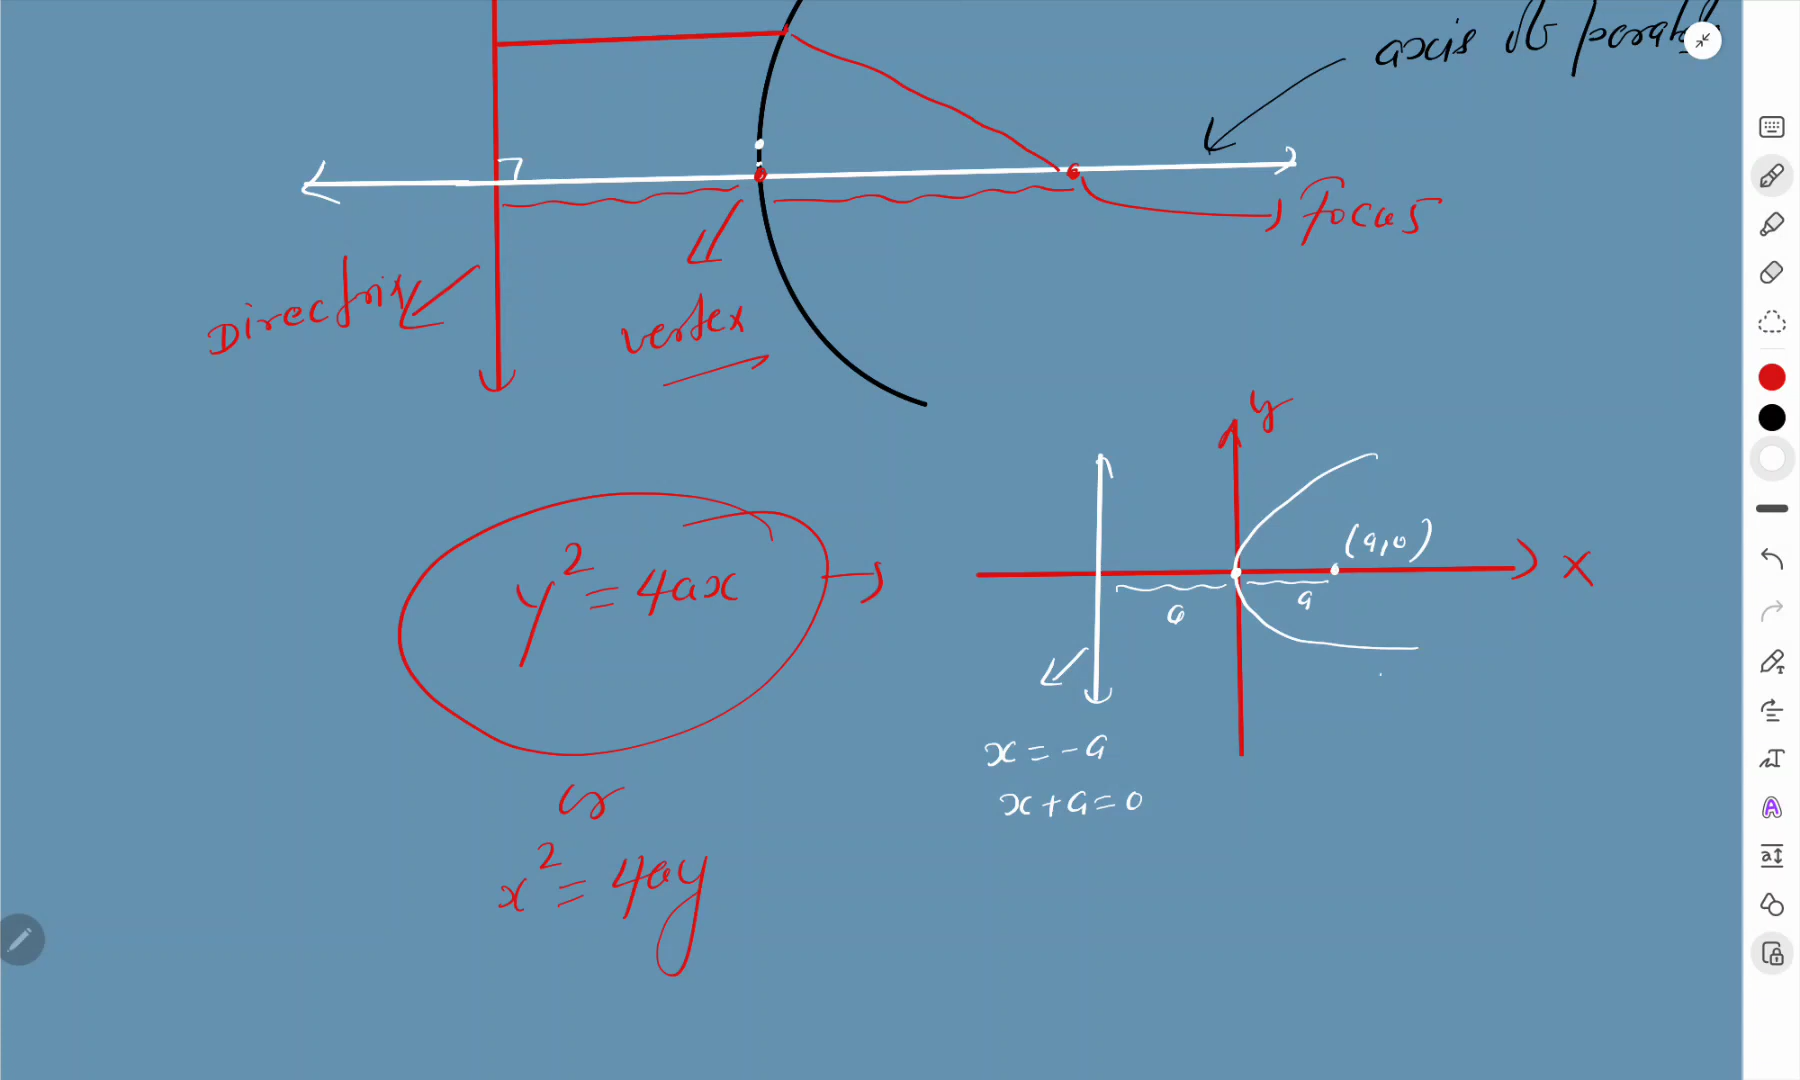 axis of parab
focus
Directrix
vertex
y
y² = 4ax
(a,0)
x
a
a
x = -a
x + a = 0
or
x² = 4ay